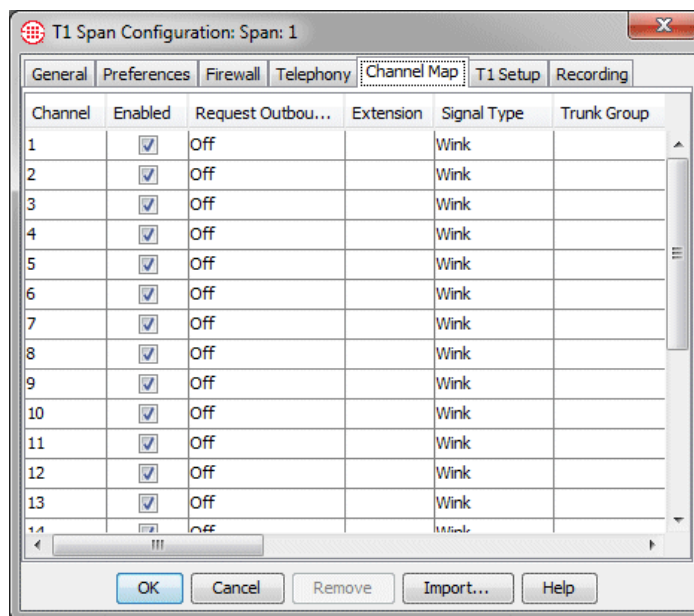 T1 Span Configuration: Span: 1
General Preferences Firewall Telephony Channel Map T1 Setup Recording
Channel Enabled Request Outbou... Extension Signal Type Trunk Group
1 Off Wink
2 Off Wink
3 Off Wink
4 Off Wink
5 Off Wink
6 Off Wink
7 Off Wink
8 Off Wink
9 Off Wink
10 Off Wink
11 Off Wink
12 Off Wink
13 Off Wink
14 Off Wink
OK Cancel Remove Import... Help